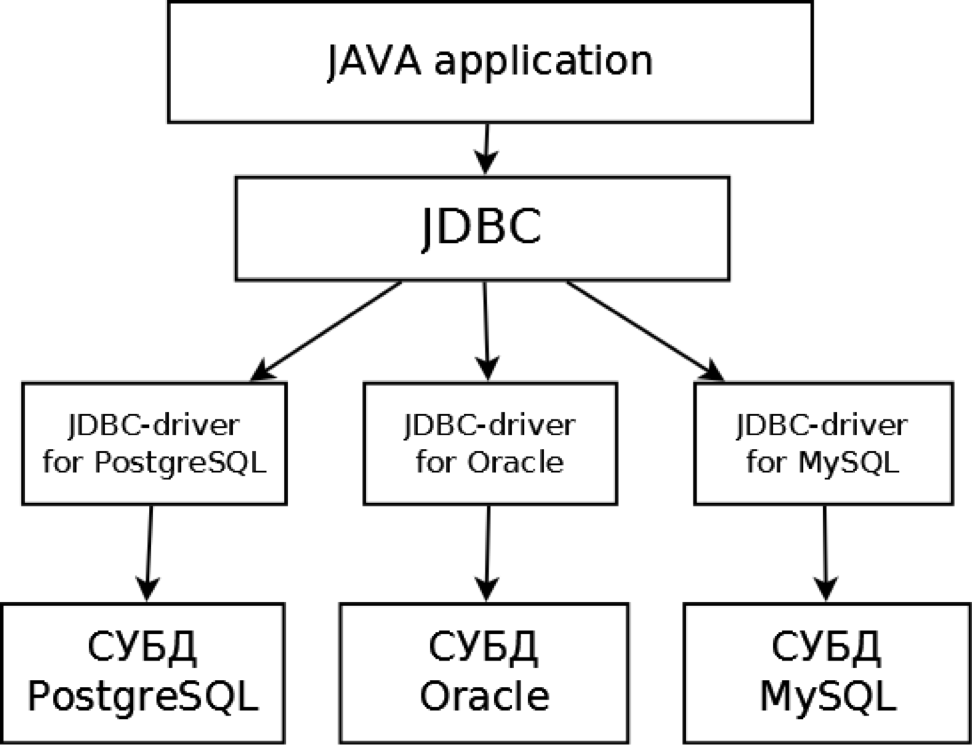 JAVA application
JDBC
JDBC-driver
for PostgreSQL
JDBC-driver
for Oracle
JDBC-driver
for MySQL
СУБД
PostgreSQL
СУБД
Oracle
СУБД
MySQL